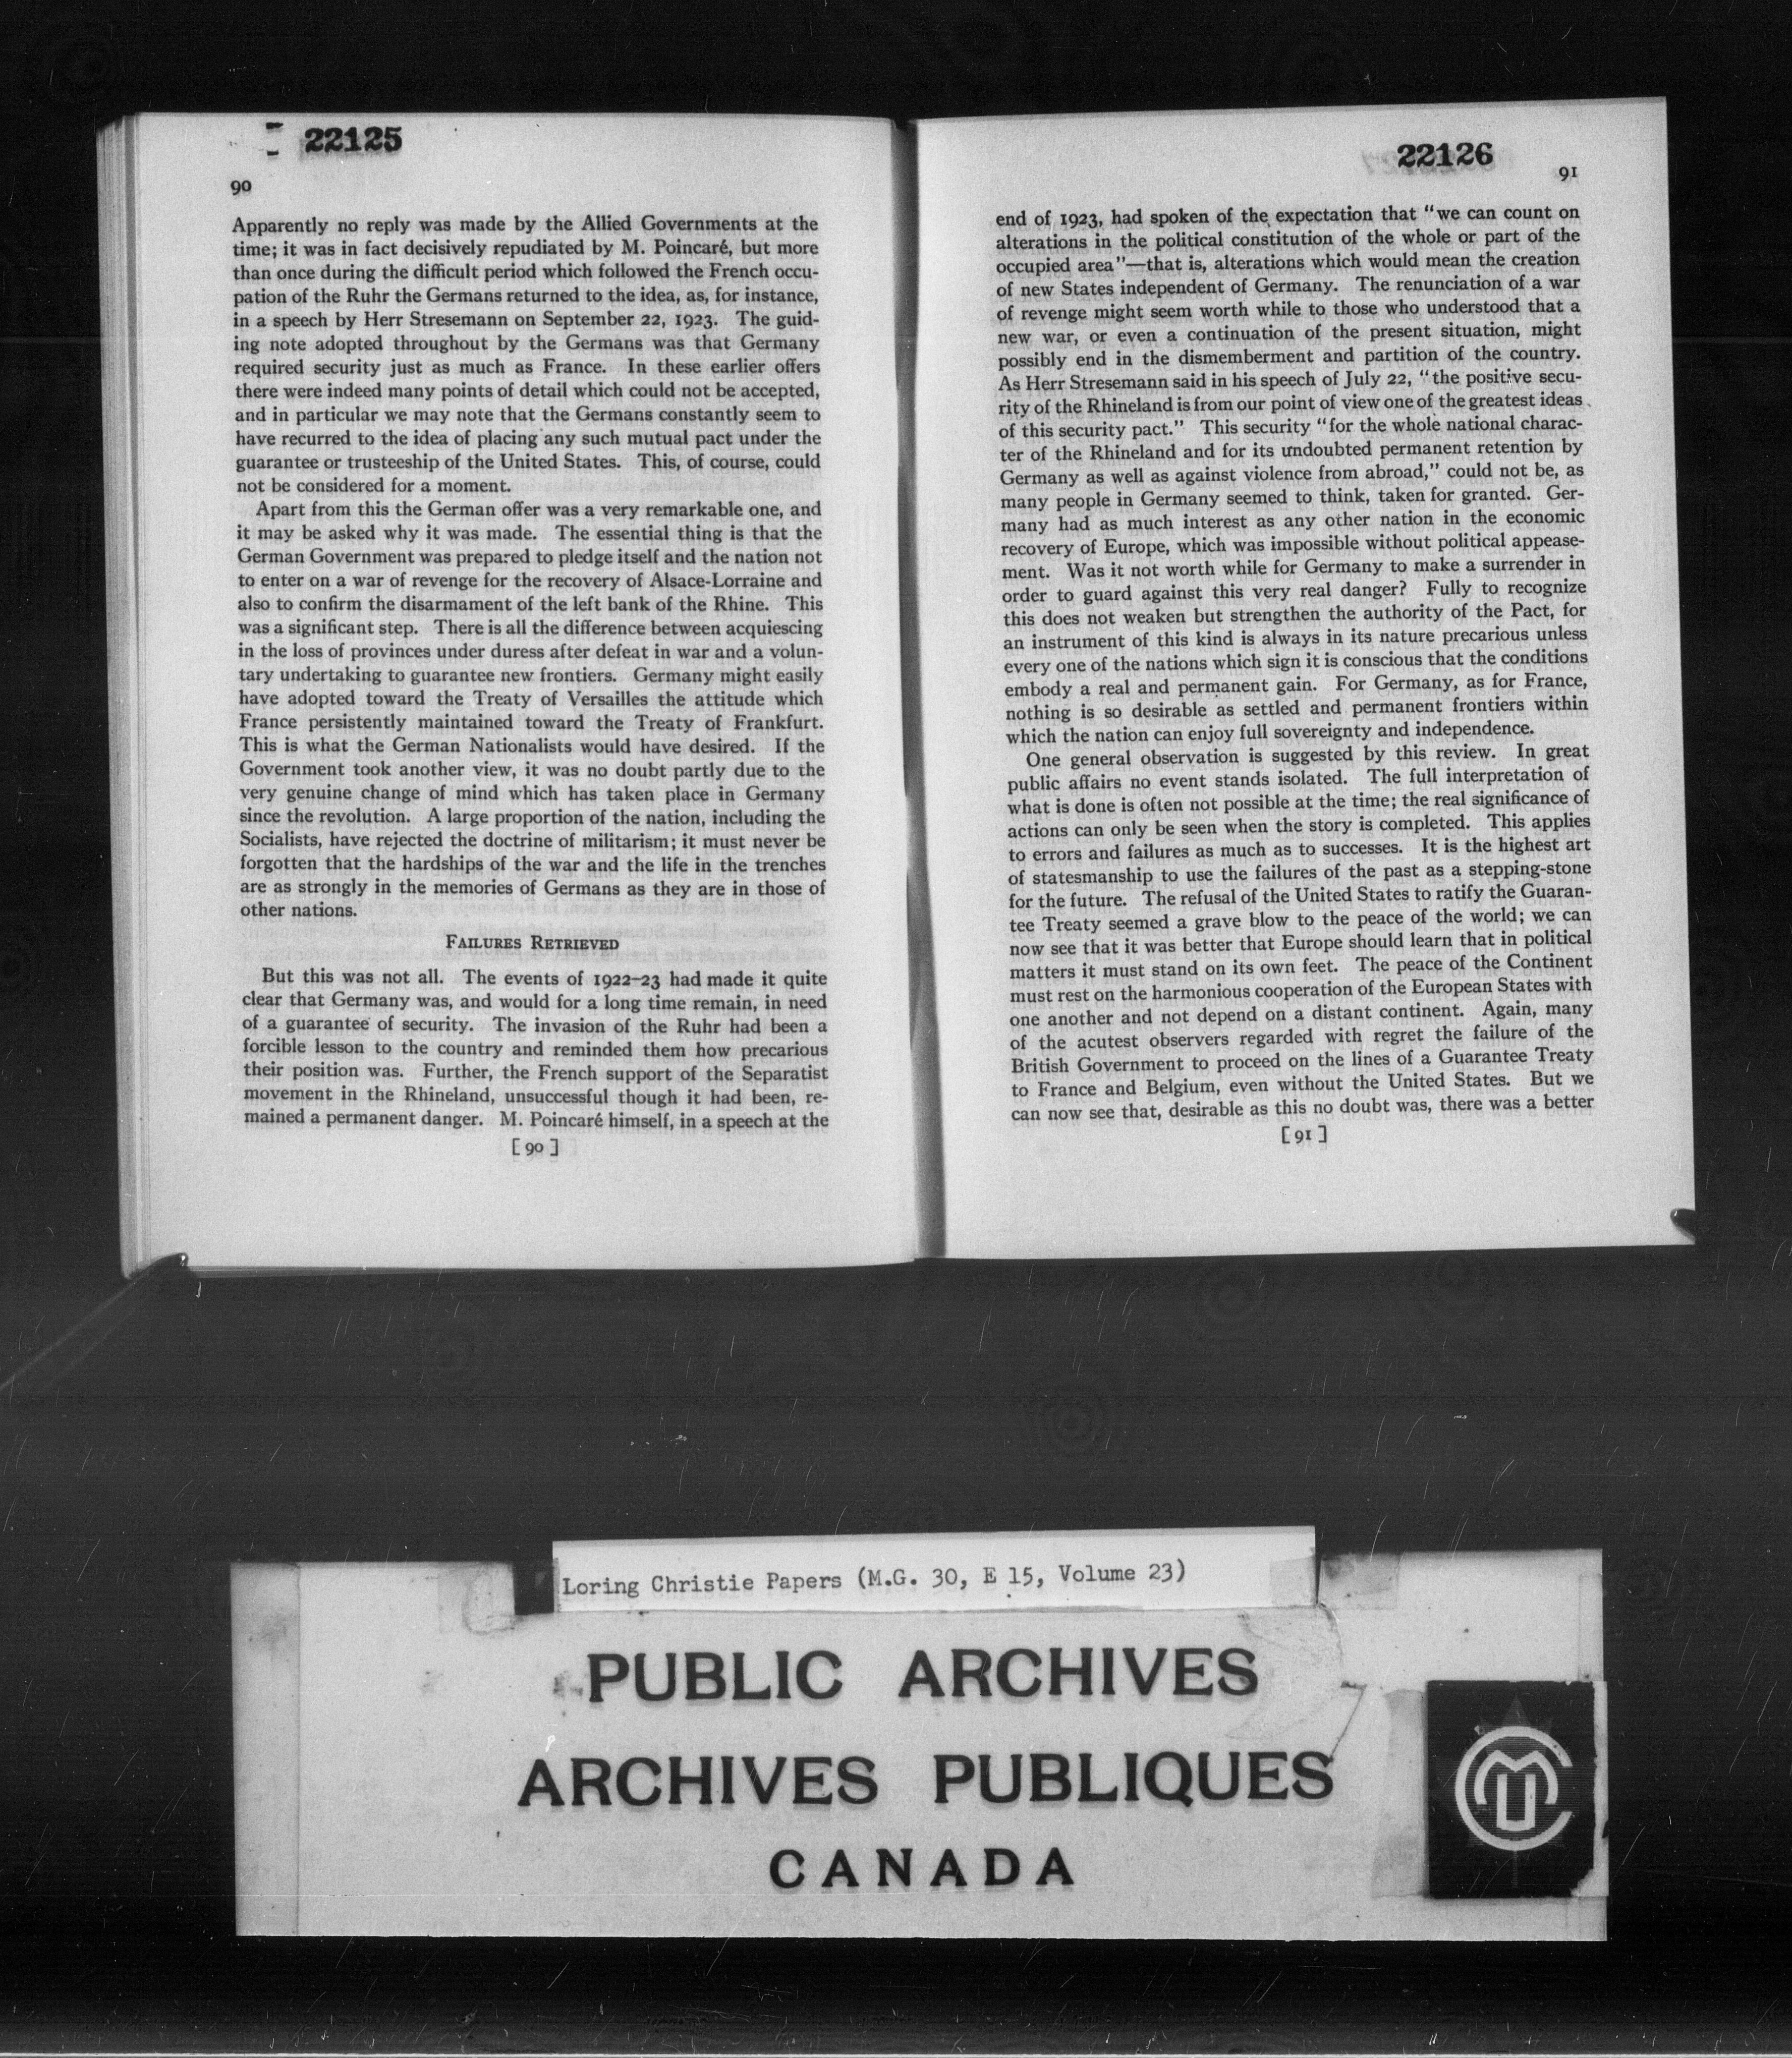 22125
90
Apparently no reply was made by the Allied Governments at the
time; it was in fact decisively repudiated by M. Poincaré, but more
than once during the difficult period which followed the French occu-
pation of the Ruhr the Germans returned to the idea, as, for instance,
in a speech by Herr Stresemann on September 22, 1923. The guid-
ing note adopted throughout by the Germans was that Germany
required security just as much as France. In these earlier offers
there were indeed many points of detail which could not be accepted,
and in particular we may note that the Germans constantly seem to
have recurred to the idea of placing any such mutual pact under the
guarantee or trusteeship of the United States. This, of course, could
not be considered for a moment.
Apart from this the German offer was a very remarkable one, and
it may be asked why it was made. The essential thing is that the
German Government was prepared to pledge itself and the nation not
to enter on a war of revenge for the recovery of Alsace-Lorraine and
also to confirm the disarmament of the left bank of the Rhine. This
was a significant step. There is all the difference between acquiescing
in the loss of provinces under duress after defeat in war and a volun-
tary undertaking to guarantee new frontiers. Germany might easily
have adopted toward the Treaty of Versailles the attitude which
France persistently maintained toward the Treaty of Frankfurt.
This is what the German Nationalists would have desired. If the
Government took another view, it was no doubt partly due to the
very genuine change of mind which has taken place in Germany
since the revolution. A large proportion of the nation, including the
Socialists, have rejected the doctrine of militarism; it must never be
forgotten that the hardships of the war and the life in the trenches
are as strongly in the memories of Germans as they are in those of
other nations.
FAILURES RETRIEVED
But this was not all. The events of 1922–23 had made it quite
clear that Germany was, and would for a long time remain, in need
of a guarantee of security. The invasion of the Ruhr had been a
forcible lesson to the country and reminded them how precarious
their position was. Further, the French support of the Separatist
movement in the Rhineland, unsuccessful though it had been, re-
mained a permanent danger. M. Poincaré himself, in a speech at the
[ 90 ]
22126
91
end of 1923, had spoken of the expectation that “we can count on
alterations in the political constitution of the whole or part of the
occupied area”—that is, alterations which would mean the creation
of new States independent of Germany. The renunciation of a war
of revenge might seem worth while to those who understood that a
new war, or even a continuation of the present situation, might
possibly end in the dismemberment and partition of the country.
As Herr Stresemann said in his speech of July 22, “the positive secu-
rity of the Rhineland is from our point of view one of the greatest ideas
of this security pact.” This security “for the whole national charac-
ter of the Rhineland and for its undoubted permanent retention by
Germany as well as against violence from abroad,” could not be, as
many people in Germany seemed to think, taken for granted. Ger-
many had as much interest as any other nation in the economic
recovery of Europe, which was impossible without political appease-
ment. Was it not worth while for Germany to make a surrender in
order to guard against this very real danger? Fully to recognize
this does not weaken but strengthen the authority of the Pact, for
an instrument of this kind is always in its nature precarious unless
every one of the nations which sign it is conscious that the conditions
embody a real and permanent gain. For Germany, as for France,
nothing is so desirable as settled and permanent frontiers within
which the nation can enjoy full sovereignty and independence.
One general observation is suggested by this review. In great
public affairs no event stands isolated. The full interpretation of
what is done is often not possible at the time; the real significance of
actions can only be seen when the story is completed. This applies
to errors and failures as much as to successes. It is the highest art
of statesmanship to use the failures of the past as a stepping-stone
for the future. The refusal of the United States to ratify the Guaran-
tee Treaty seemed a grave blow to the peace of the world; we can
now see that it was better that Europe should learn that in political
matters it must stand on its own feet. The peace of the Continent
must rest on the harmonious cooperation of the European States with
one another and not depend on a distant continent. Again, many
of the acutest observers regarded with regret the failure of the
British Government to proceed on the lines of a Guarantee Treaty
to France and Belgium, even without the United States. But we
can now see that, desirable as this no doubt was, there was a better
[ 91 ]
Loring Christie Papers (M.G. 30, E 15, Volume 23)
PUBLIC ARCHIVES
ARCHIVES PUBLIQUES
CANADA